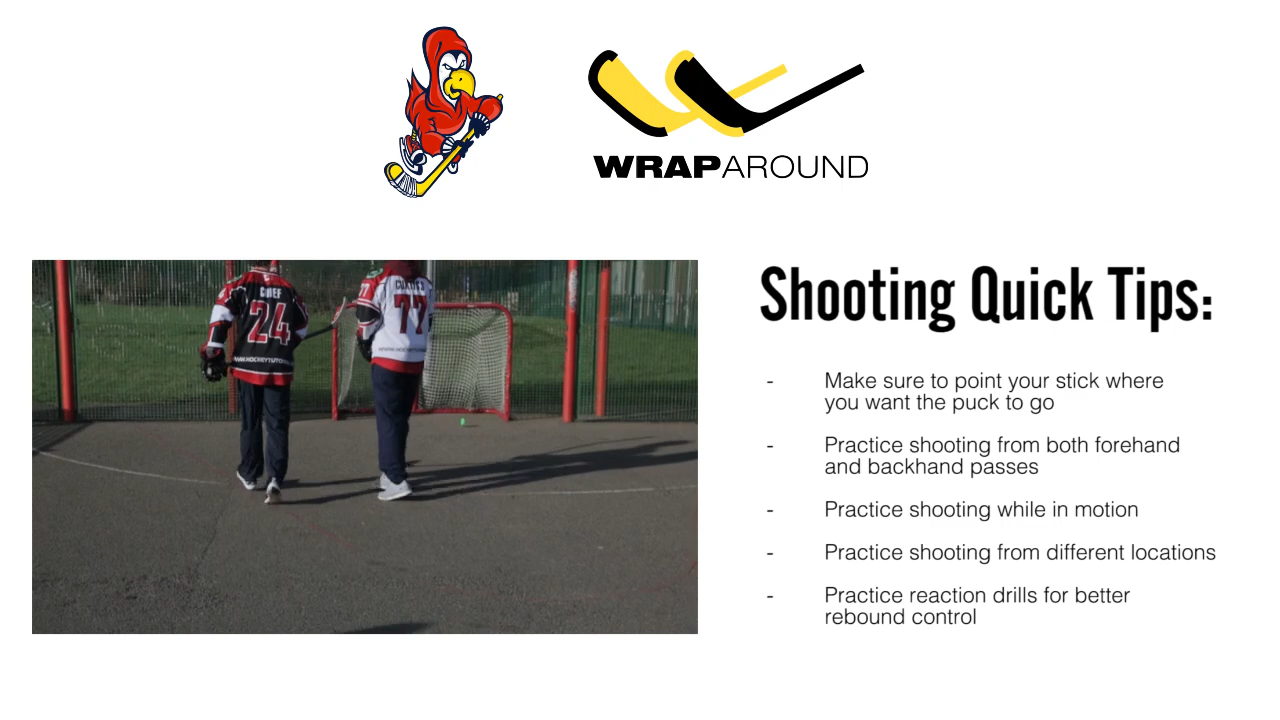 WRAPAROUND
Shooting Quick Tips:
- Make sure to point your stick where
you want the puck to go
- Practice shooting from both forehand
and backhand passes
- Practice shooting while in motion
- Practice shooting from different locations
- Practice reaction drills for better
rebound control
CHIEF
24
77
77